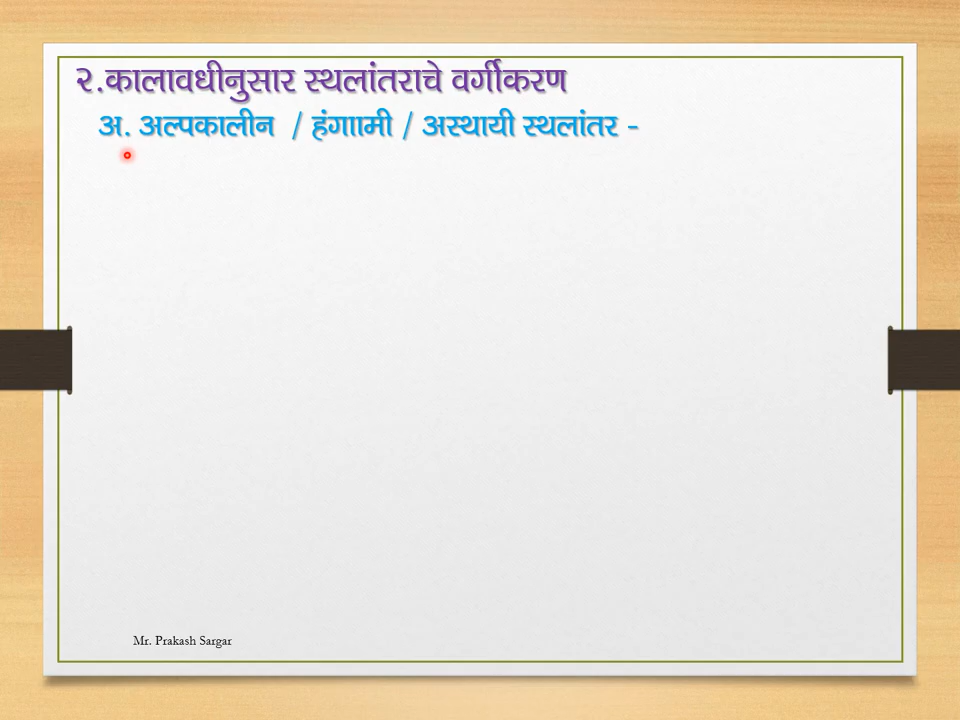 २.कालावधीनुसार स्थलांतराचे वर्गीकरण
अ. अल्पकालीन / हंगाामी / अस्थायी स्थलांतर -
Mr. Prakash Sargar